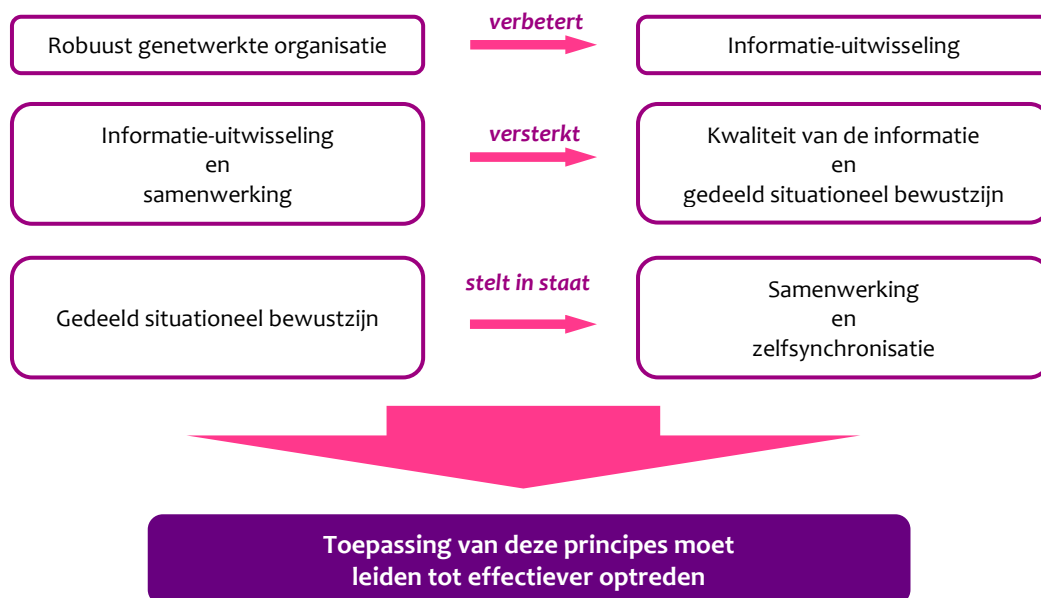 verbetert
Robuust genetwerkte organisatie
Informatie-uitwisseling
Informatie-uitwisseling
en
samenwerking
versterkt
Kwaliteit van de informatie
en
gedeeld situationeel bewustzijn
Gedeeld situationeel bewustzijn
stelt in staat
Samenwerking
en
zelfsynchronisatie
Toepassing van deze principes moet
leiden tot effectiever optreden